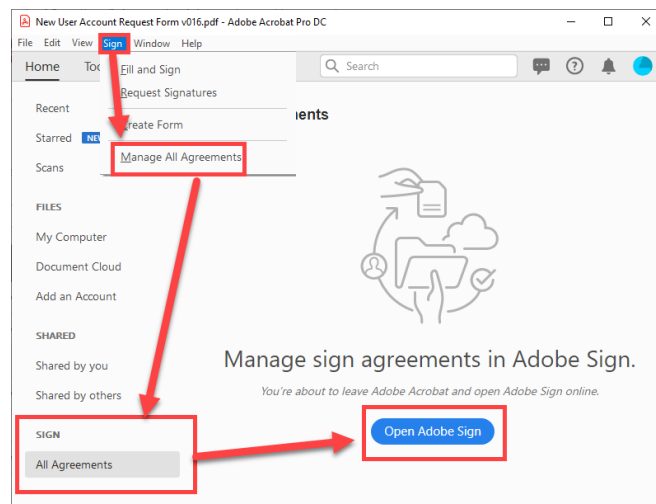 New User Account Request Form v016.pdf - Adobe Acrobat Pro DC
File Edit View Sign Window Help
Home
Search
Fill and Sign
Request Signatures
Create Form
Manage All Agreements
Recent
Starred
Scans
FILES
My Computer
Document Cloud
Add an Account
SHARED
Shared by you
Shared by others
SIGN
All Agreements
Manage sign agreements in Adobe Sign.
You're about to leave Adobe Acrobat and open Adobe Sign online.
Open Adobe Sign